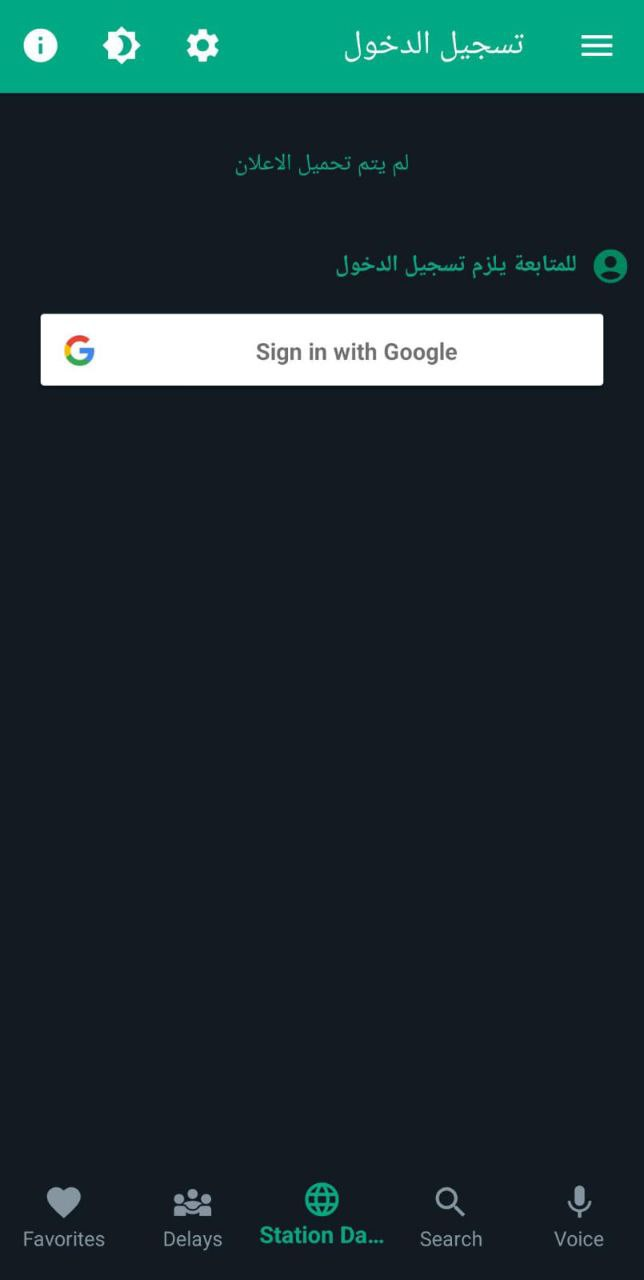 تسجيل الدخول
لم يتم تحميل الاعلان
للمتابعة يلزم تسجيل الدخول
Sign in with Google
Favorites
Delays
Station Da...
Search
Voice